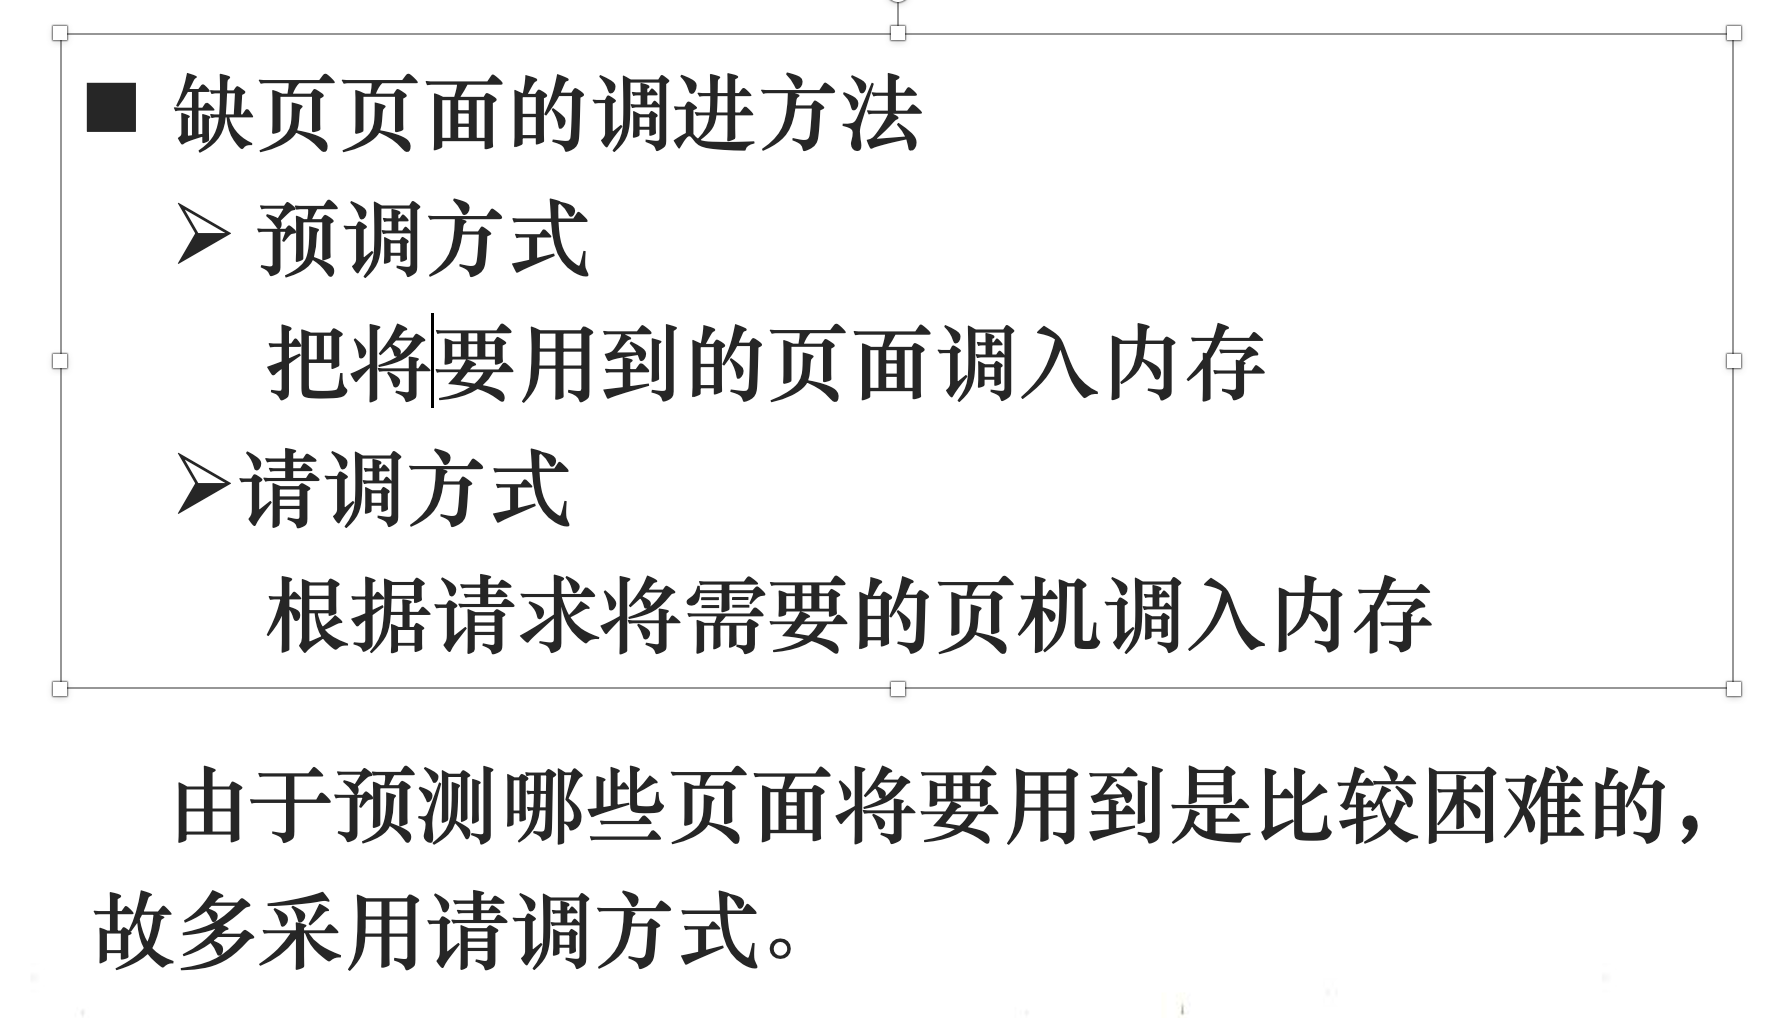 ■ 缺页页面的调进方法
➢ 预调方式
把将要用到的页面调入内存
➢请调方式
根据请求将需要的页机调入内存
由于预测哪些页面将要用到是比较困难的，
故多采用请调方式。